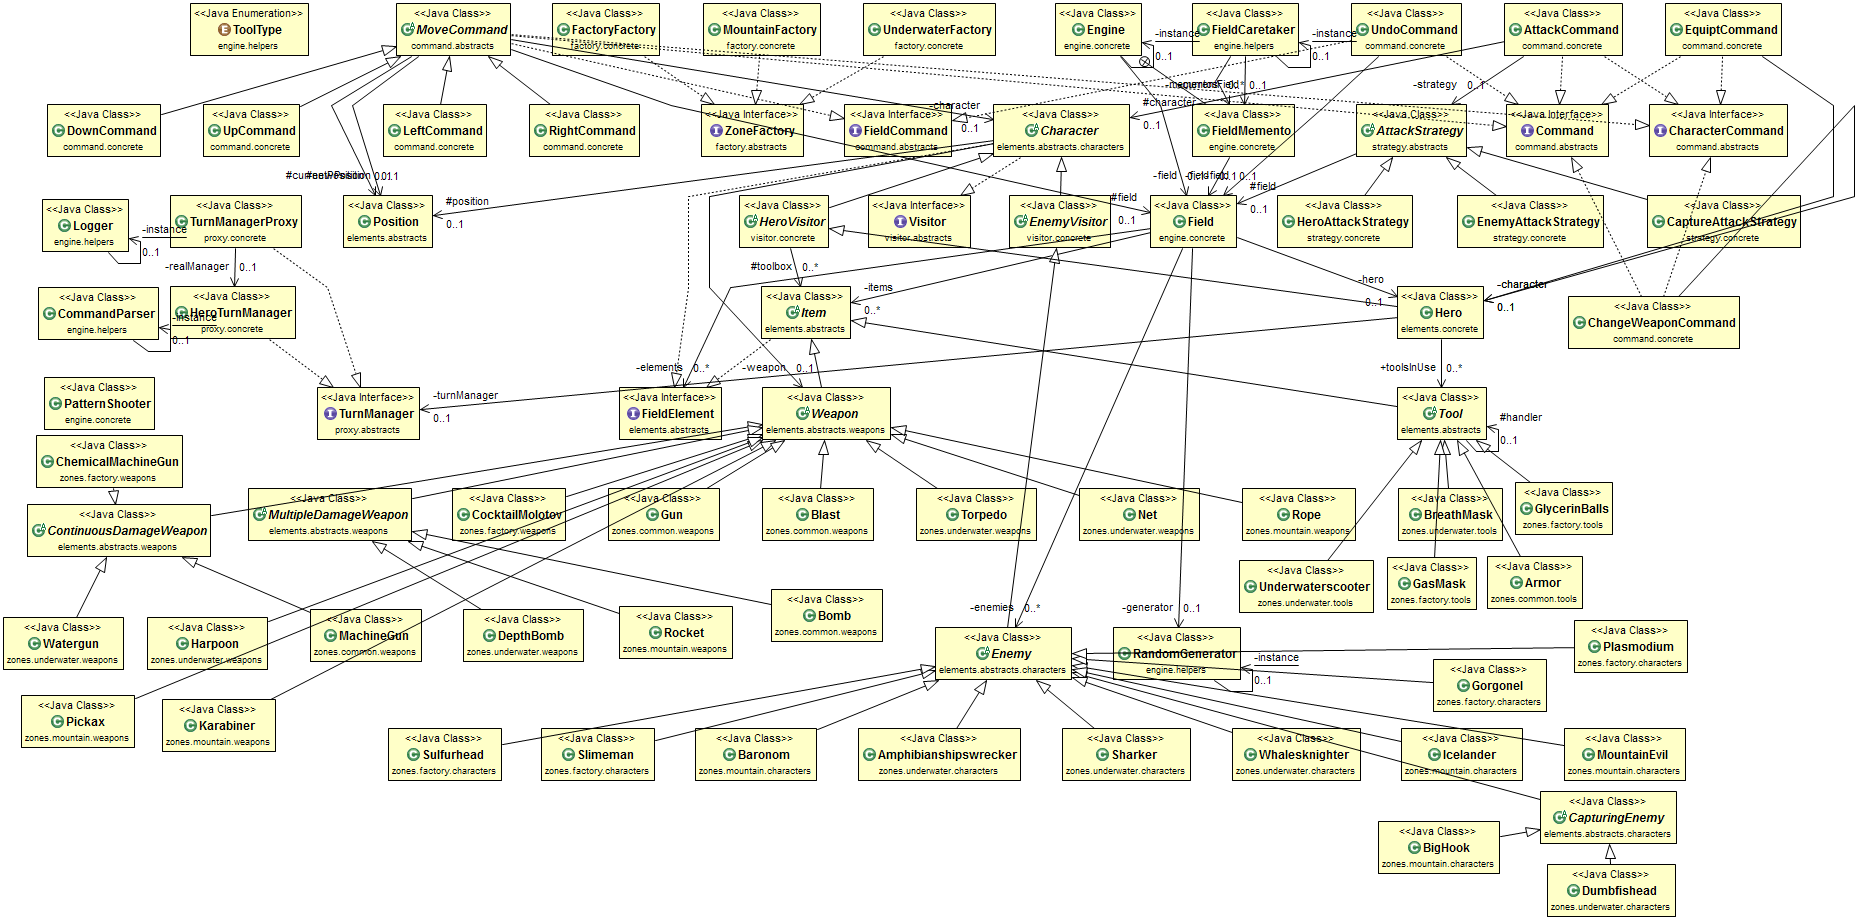 <<Java Enumeration>>
ToolType
engine.helpers
<<Java Class>>
MoveCommand
command.abstracts
<<Java Class>>
FactoryFactory
factory.concrete
<<Java Class>>
MountainFactory
factory.concrete
<<Java Class>>
UnderwaterFactory
factory.concrete
<<Java Class>>
Engine
engine.concrete
-instance
0..1
<<Java Class>>
FieldCaretaker
engine.helpers
-instance
0..1
<<Java Class>>
UndoCommand
command.concrete
<<Java Class>>
AttackCommand
command.concrete
<<Java Class>>
EquiptCommand
command.concrete
0..*
0..1
-strategy
0..1
<<Java Class>>
DownCommand
command.concrete
<<Java Class>>
UpCommand
command.concrete
<<Java Class>>
LeftCommand
command.concrete
<<Java Class>>
RightCommand
command.concrete
<<Java Interface>>
ZoneFactory
factory.abstracts
<<Java Interface>>
FieldCommand
command.abstracts
-character
0..1
<<Java Class>>
Character
elements.abstracts.characters
#character
0..1
<<Java Class>>
FieldMemento
engine.concrete
<<Java Class>>
AttackStrategy
strategy.abstracts
<<Java Interface>>
Command
command.abstracts
<<Java Interface>>
CharacterCommand
command.abstracts
0..1
-field
0..1
0..1
#field
0..1
<<Java Class>>
Logger
engine.helpers
-instance
0..1
<<Java Class>>
TurnManagerProxy
proxy.concrete
<<Java Class>>
Position
elements.abstracts
#position
0..1
<<Java Class>>
HeroVisitor
visitor.concrete
<<Java Interface>>
Visitor
visitor.abstracts
<<Java Class>>
EnemyVisitor
visitor.concrete
#field
0..1
<<Java Class>>
Field
engine.concrete
<<Java Class>>
HeroAttackStrategy
strategy.concrete
<<Java Class>>
EnemyAttackStrategy
strategy.concrete
<<Java Class>>
CaptureAttackStrategy
strategy.concrete
-realManager
0..1
#toolbox
0..*
<<Java Class>>
CommandParser
engine.helpers
-instance
0..1
<<Java Class>>
HeroTurnManager
proxy.concrete
<<Java Class>>
Item
elements.abstracts
-items
0..*
-hero
0..1
<<Java Class>>
Hero
elements.concrete
-character
0..1
<<Java Class>>
ChangeWeaponCommand
command.concrete
-elements
0..*
-weapon
0..1
+toolsInUse
0..*
<<Java Class>>
PatternShooter
engine.concrete
<<Java Interface>>
TurnManager
proxy.abstracts
-turnManager
0..1
<<Java Interface>>
FieldElement
elements.abstracts
<<Java Class>>
Weapon
elements.abstracts.weapons
<<Java Class>>
Tool
elements.abstracts
#handler
0..1
<<Java Class>>
ChemicalMachineGun
zones.factory.weapons
<<Java Class>>
ContinuousDamageWeapon
elements.abstracts.weapons
<<Java Class>>
MultipleDamageWeapon
elements.abstracts.weapons
<<Java Class>>
CocktailMolotov
zones.factory.weapons
<<Java Class>>
Gun
zones.common.weapons
<<Java Class>>
Blast
zones.common.weapons
<<Java Class>>
Torpedo
zones.underwater.weapons
<<Java Class>>
Net
zones.underwater.weapons
<<Java Class>>
Rope
zones.mountain.weapons
<<Java Class>>
BreathMask
zones.underwater.tools
<<Java Class>>
GlycerinBalls
zones.factory.tools
<<Java Class>>
Underwaterscooter
zones.underwater.tools
<<Java Class>>
GasMask
zones.factory.tools
<<Java Class>>
Armor
zones.common.tools
<<Java Class>>
Watergun
zones.underwater.weapons
<<Java Class>>
Harpoon
zones.underwater.weapons
<<Java Class>>
MachineGun
zones.common.weapons
<<Java Class>>
DepthBomb
zones.underwater.weapons
<<Java Class>>
Rocket
zones.mountain.weapons
<<Java Class>>
Bomb
zones.common.weapons
-enemies
0..*
-generator
0..1
<<Java Class>>
Enemy
elements.abstracts.characters
<<Java Class>>
RandomGenerator
engine.helpers
-instance
0..1
<<Java Class>>
Plasmodium
zones.factory.characters
<<Java Class>>
Gorgonel
zones.factory.characters
<<Java Class>>
Pickax
zones.mountain.weapons
<<Java Class>>
Karabiner
zones.mountain.weapons
<<Java Class>>
Sulfurhead
zones.factory.characters
<<Java Class>>
Slimeman
zones.factory.characters
<<Java Class>>
Baronom
zones.mountain.characters
<<Java Class>>
Amphibianshipswrecker
zones.underwater.characters
<<Java Class>>
Sharker
zones.underwater.characters
<<Java Class>>
Whalesknighter
zones.underwater.characters
<<Java Class>>
Icelander
zones.mountain.characters
<<Java Class>>
MountainEvil
zones.mountain.characters
<<Java Class>>
CapturingEnemy
elements.abstracts.characters
<<Java Class>>
BigHook
zones.mountain.characters
<<Java Class>>
Dumbfishead
zones.underwater.characters